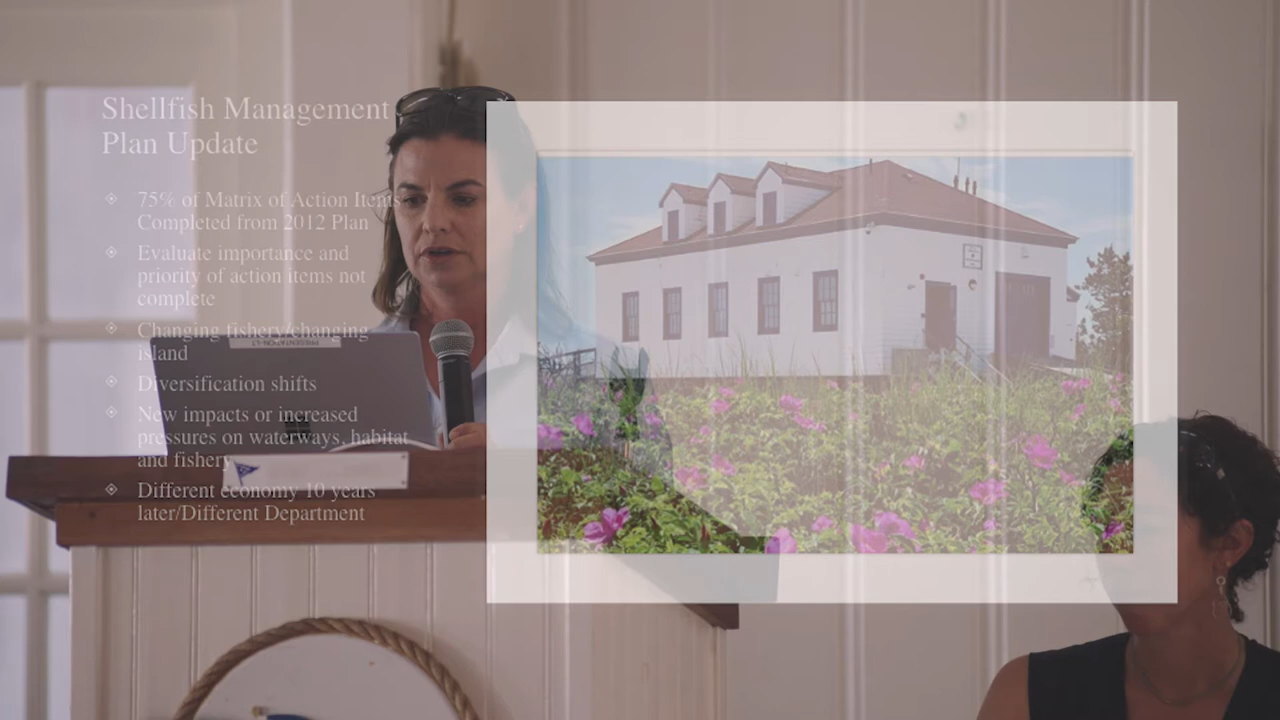 Shellfish Management
Plan Update
75% of Matrix of Action Items
Completed from 2012 Plan
Evaluate importance and
priority of action items not
complete
Changing fishery/changing
island
Diversification shifts
New impacts or increased
pressures on waterways, habitat
and fishery
Different economy 10 years
later/Different Department
PRESENTATION-LT